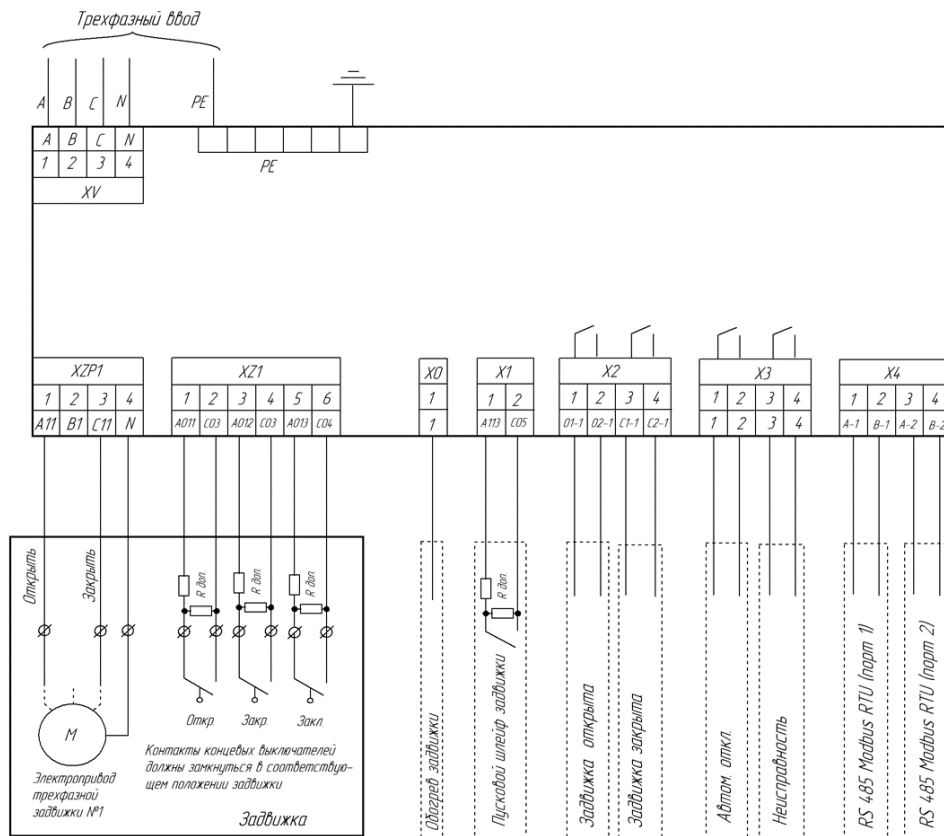 Трехфазный ввод
A B C N PE
A B C N
1 2 3 4
XV
PE
XZP1
1 2 3 4
A11 B1 C11 N
XZ1
1 2 3 4 5 6
A011 C03 A012 C03 A013 C04
X0
1
1
X1
1 2
A113 C05
X2
1 2 3 4
01-1 02-1 C1-1 C2-1
X3
1 2 3 4
1 2 3 4
X4
1 2 3 4
A-1 B-1 A-2 B-2
Открыть
Закрыть
R доп.
R доп.
R доп.
M
Откр.
Закр.
Закл.
Контакты концевых выключателей
должны замкнуться в соответствую-
щем положении задвижки
Электропривод
трехфазной
задвижки №1
Задвижка
Обогрев задвижки
R доп.
Пусковой шлейф задвижки
Задвижка открыта
Задвижка закрыта
Автом. откл.
Неисправность
RS 485 Modbus RTU (порт 1)
RS 485 Modbus RTU (порт 2)